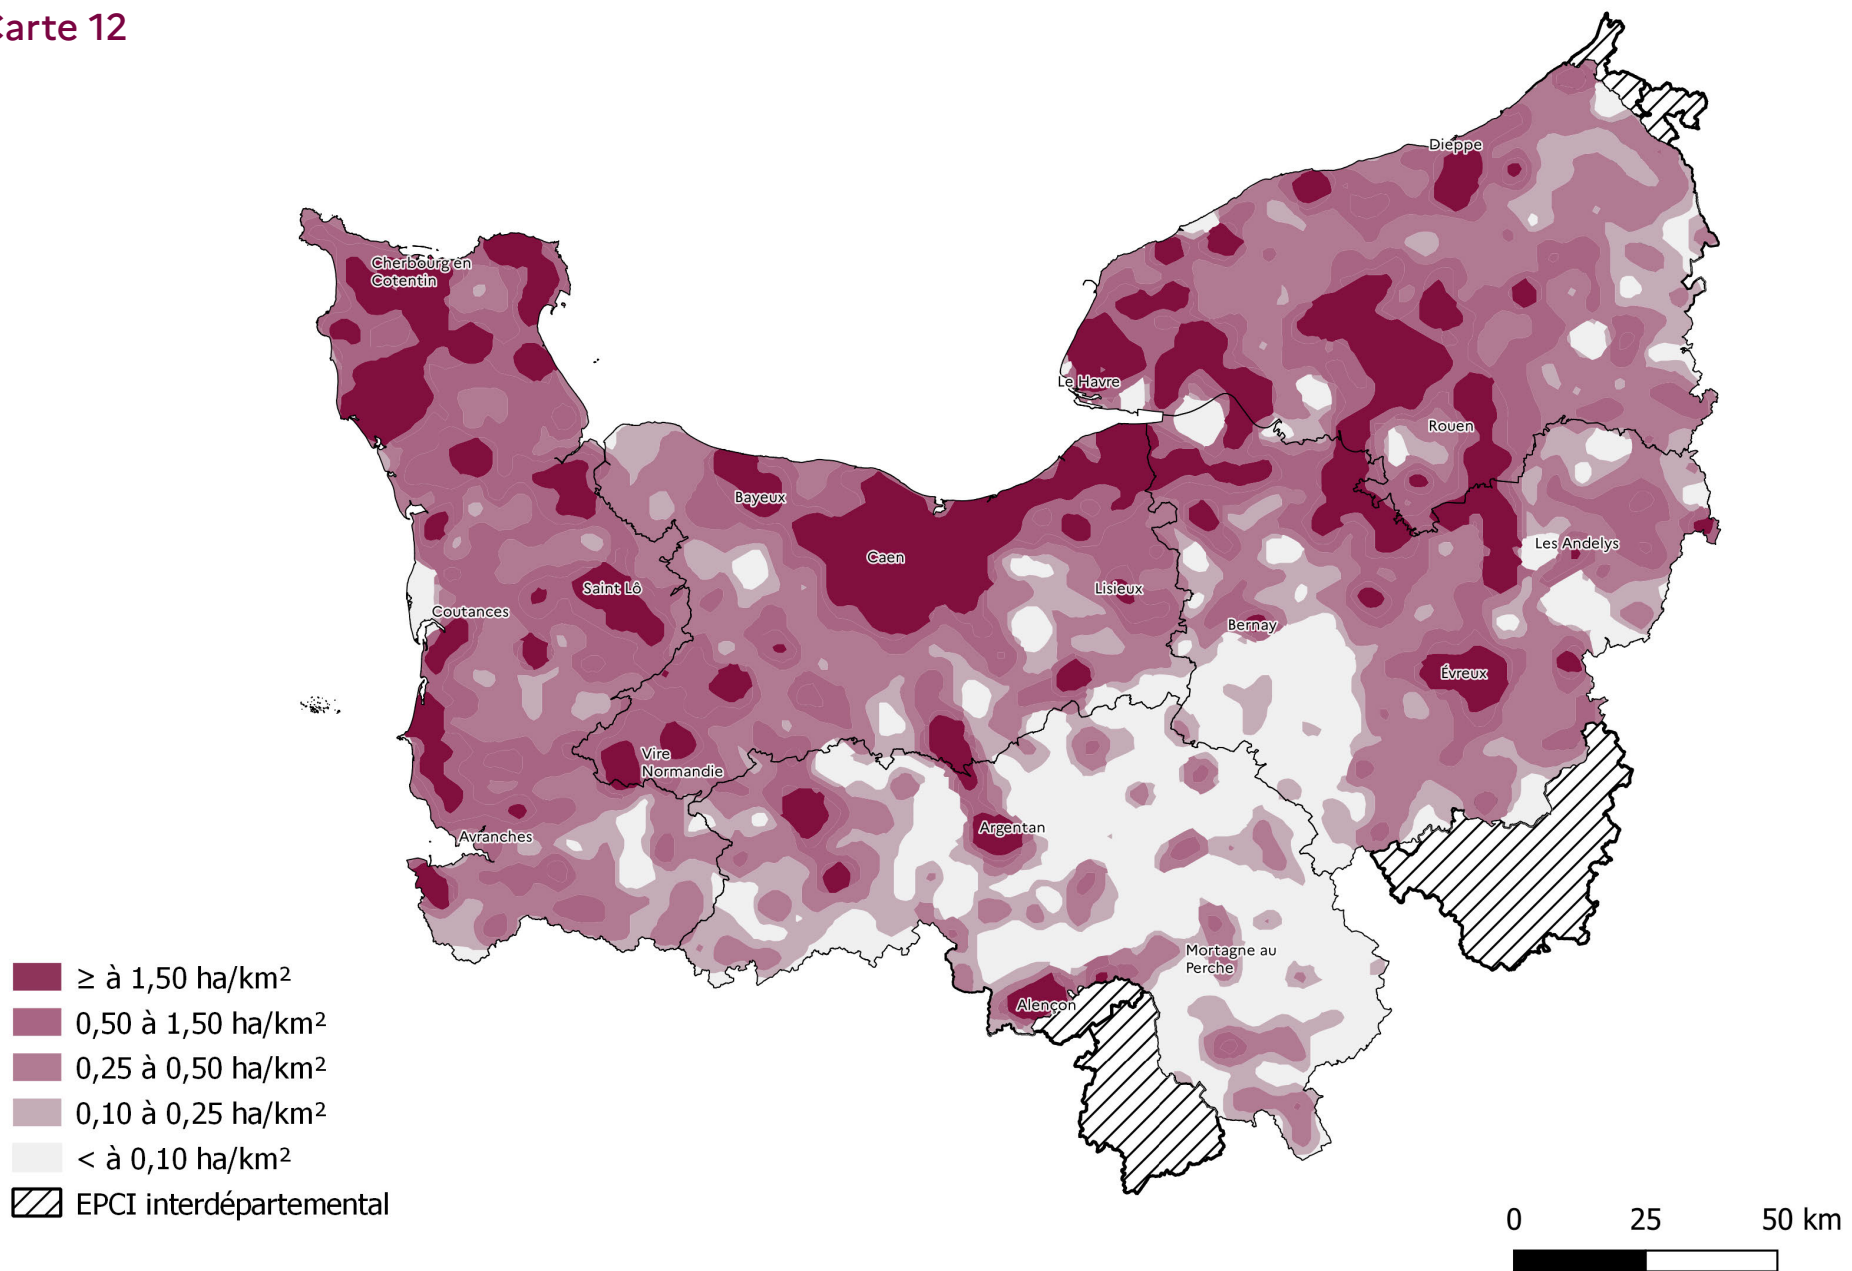 Carte 12
Dieppe
Cherbourg en
Cotentin
Le Havre
Rouen
Bayeux
Caen
Les Andelys
Saint Lô
Lisieux
Coutances
Bernay
Évreux
Vire
Normandie
Argentan
Avranches
Mortagne au
Perche
Alençon
≥ à 1,50 ha/km²
0,50 à 1,50 ha/km²
0,25 à 0,50 ha/km²
0,10 à 0,25 ha/km²
< à 0,10 ha/km²
EPCI interdépartemental
0 25 50 km